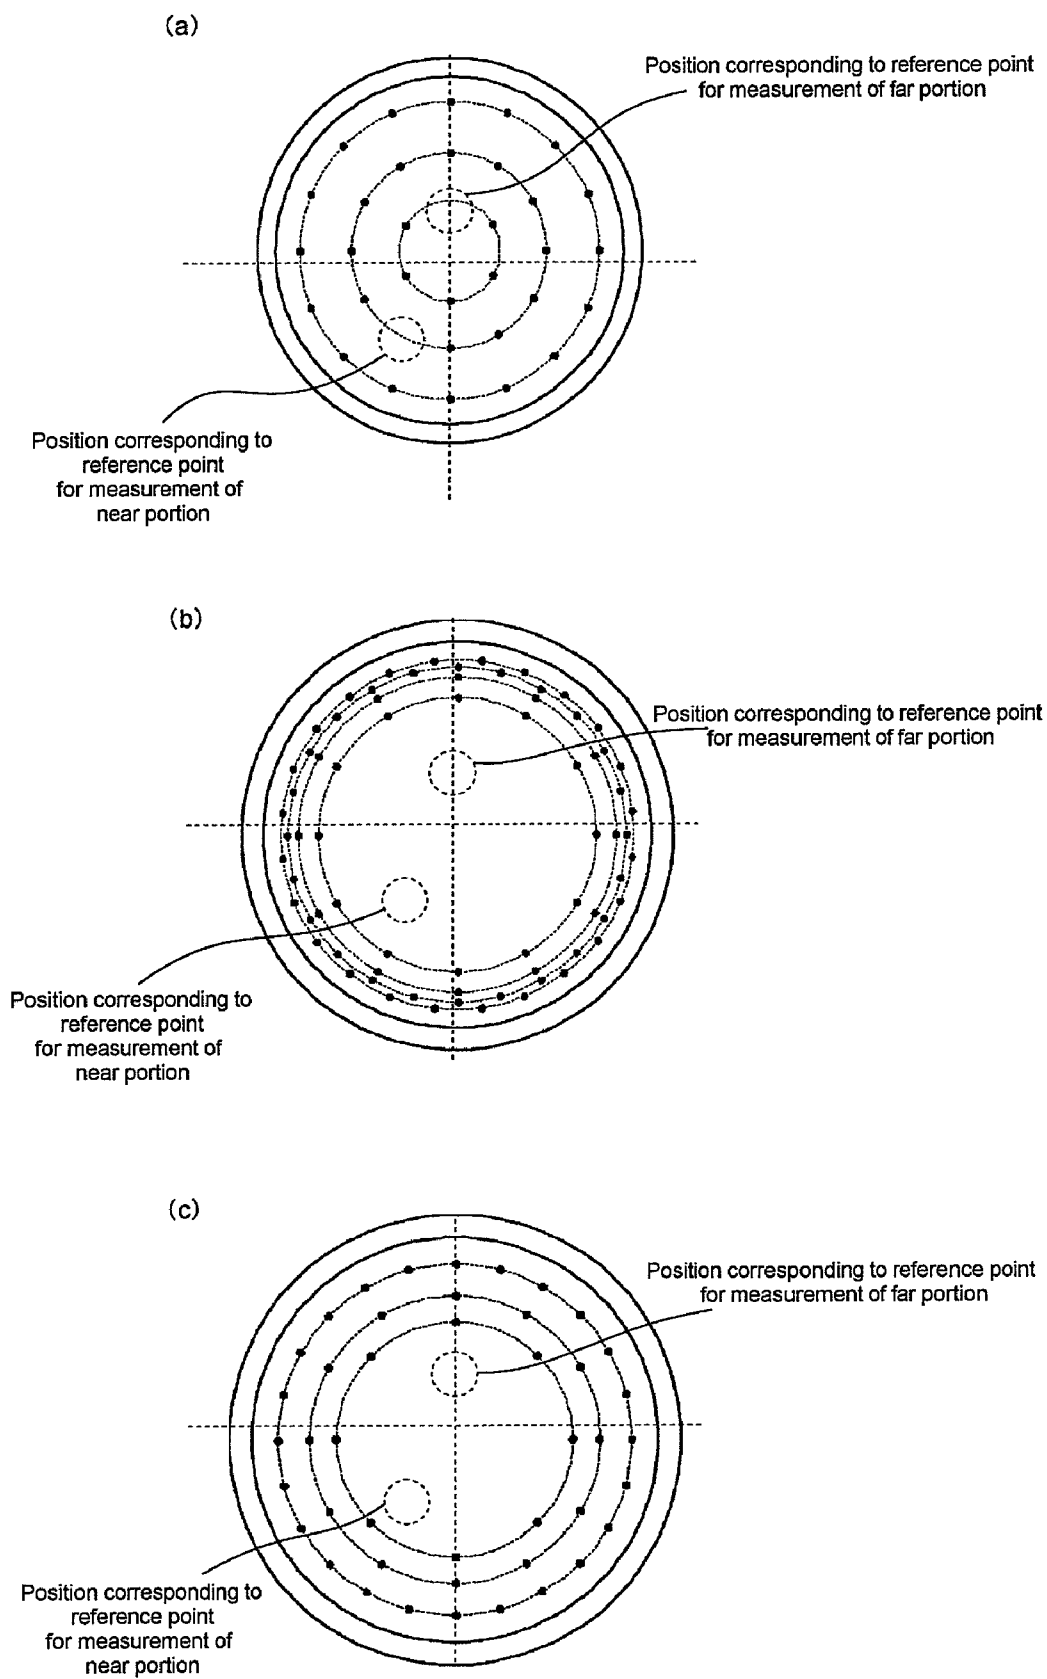 (a)
Position corresponding to reference point
for measurement of far portion
Position corresponding to
reference point
for measurement of
near portion
(b)
Position corresponding to reference point
for measurement of far portion
Position corresponding to
reference point
for measurement of
near portion
(c)
Position corresponding to reference point
for measurement of far portion
Position corresponding to
reference point
for measurement of
near portion